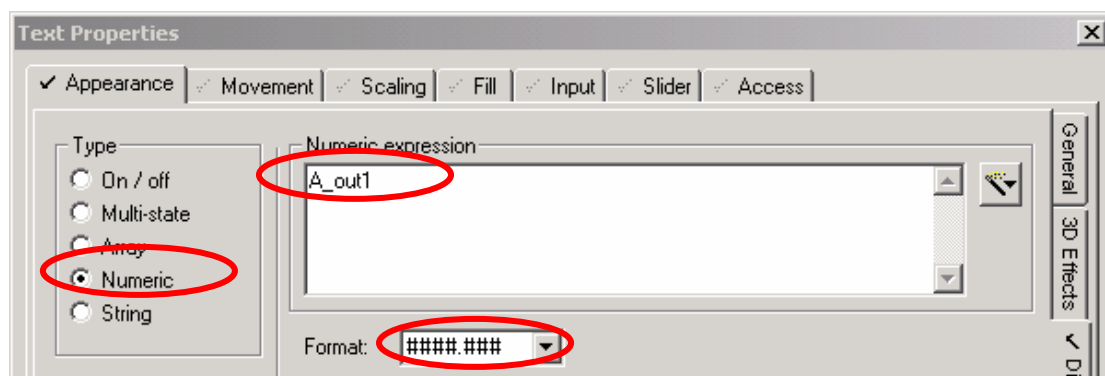 Text Properties
Appearance Movement Scaling Fill Input Slider Access
Type
On / off
Multi-state
Array
Numeric
String
Numeric expression
A_out1
Format: ####.###
General
3D Effects
Di